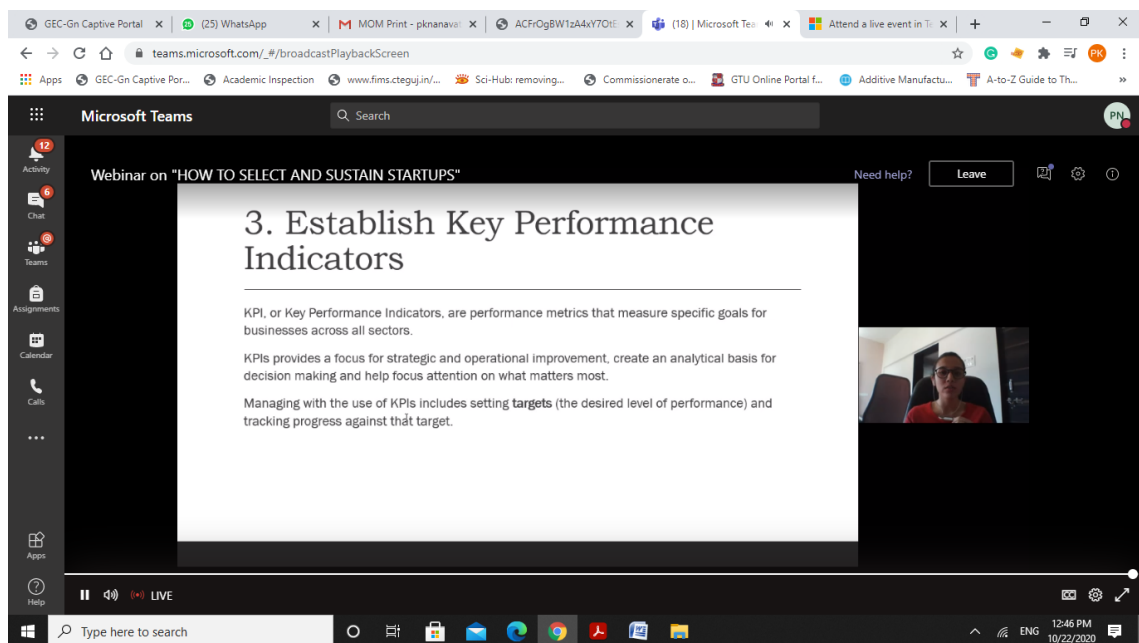 GEC-Gn Captive Portal
(25) WhatsApp
MOM Print - pknanavat
ACFrOgBW1zA4xY7OtE
(18) | Microsoft Tea
Attend a live event in Te
teams.microsoft.com/_#/broadcastPlaybackScreen
PK
Apps
GEC-Gn Captive Por...
Academic Inspection
www.fims.cteguj.in/...
Sci-Hub: removing...
Commissionerate o...
GTU Online Portal f...
Additive Manufactu...
A-to-Z Guide to Th...
»
Microsoft Teams
Search
PN
12
Activity
6
Chat
@
Teams
Assignments
Calendar
Calls
Apps
Help
Webinar on "HOW TO SELECT AND SUSTAIN STARTUPS"
Need help?
Leave
3. Establish Key Performance
Indicators
KPI, or Key Performance Indicators, are performance metrics that measure specific goals for
businesses across all sectors.
KPIs provides a focus for strategic and operational improvement, create an analytical basis for
decision making and help focus attention on what matters most.
Managing with the use of KPIs includes setting targets (the desired level of performance) and
tracking progress against that target.
LIVE
CC
Type here to search
ENG
12:46 PM
10/22/2020